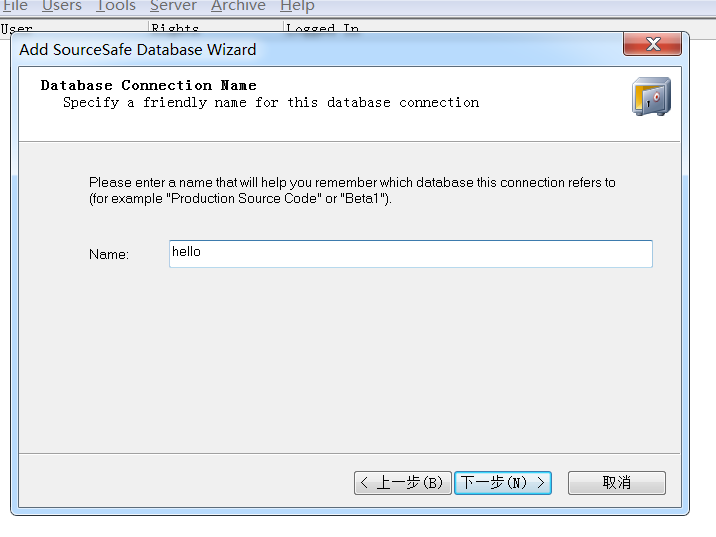 File Users Tools Server Archive Help
User Rights Logged In
Add SourceSafe Database Wizard
Database Connection Name
Specify a friendly name for this database connection
Please enter a name that will help you remember which database this connection refers to
(for example "Production Source Code" or "Beta1").
Name: hello
< 上一步(B) 下一步(N) > 取消